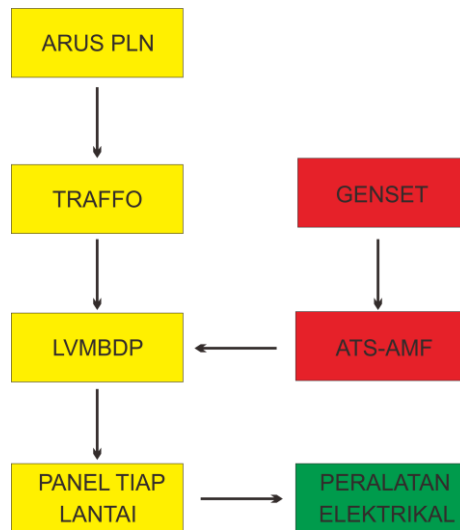 ARUS PLN
TRAFFO
GENSET
LVMBDP
ATS-AMF
PANEL TIAP
LANTAI
PERALATAN
ELEKTRIKAL